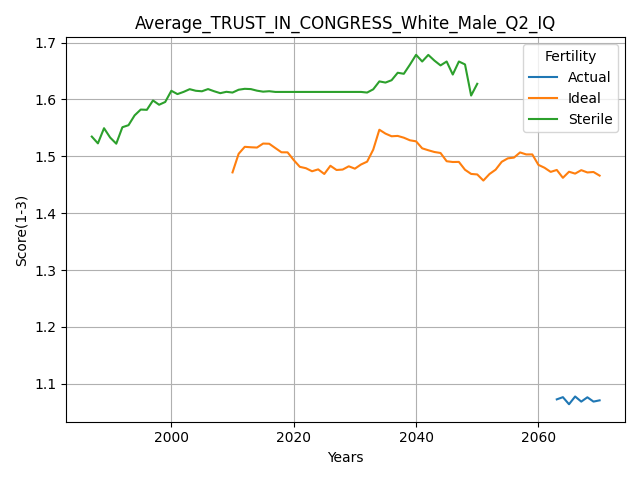 Average_TRUST_IN_CONGRESS_White_Male_Q2_IQ
Fertility
Actual
Ideal
Sterile
Score(1-3)
1.7
1.6
1.5
1.4
1.3
1.2
1.1
2000 2020 2040 2060
Years